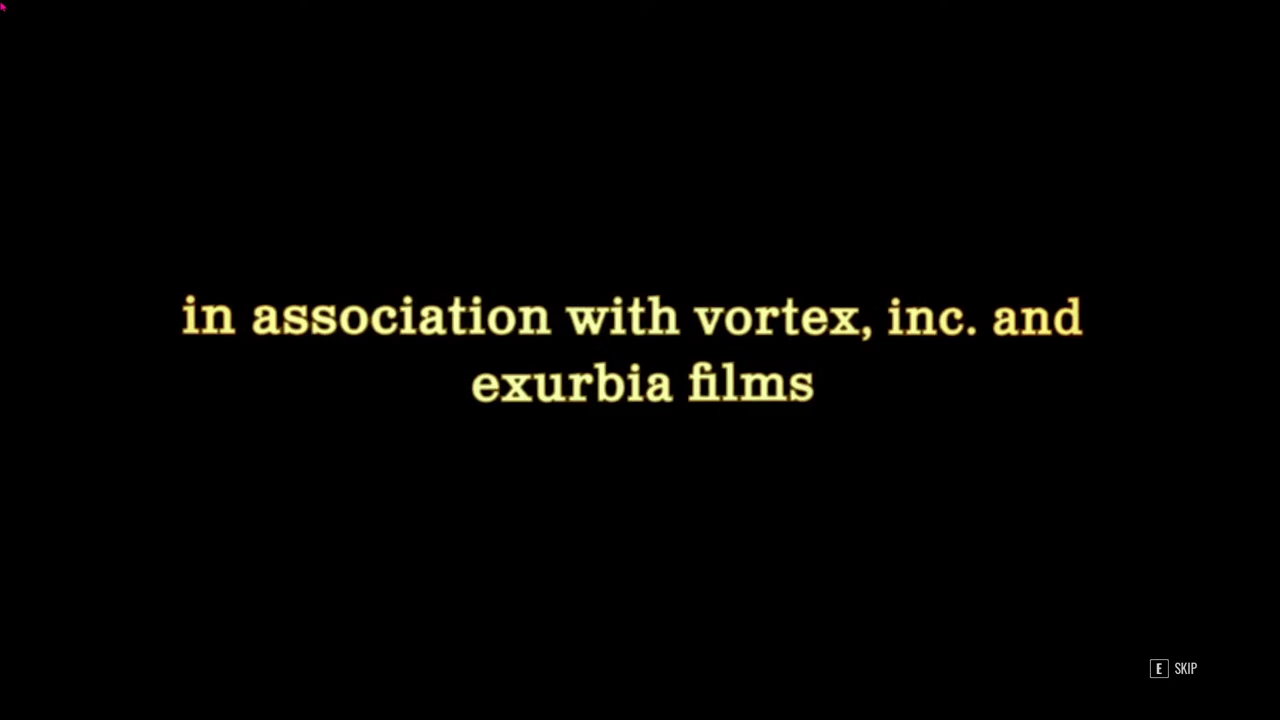 in association with vortex, inc. and
exurbia films
E SKIP